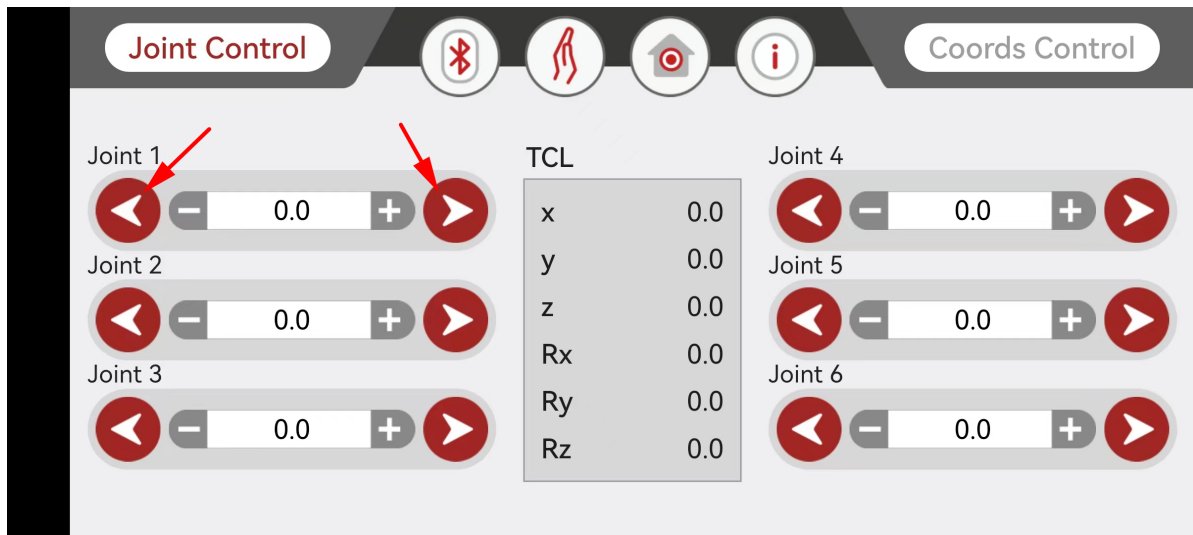 Joint Control
i
Coords Control
Joint 1
0.0
Joint 2
0.0
Joint 3
0.0
TCL
x 0.0
y 0.0
z 0.0
Rx 0.0
Ry 0.0
Rz 0.0
Joint 4
0.0
Joint 5
0.0
Joint 6
0.0